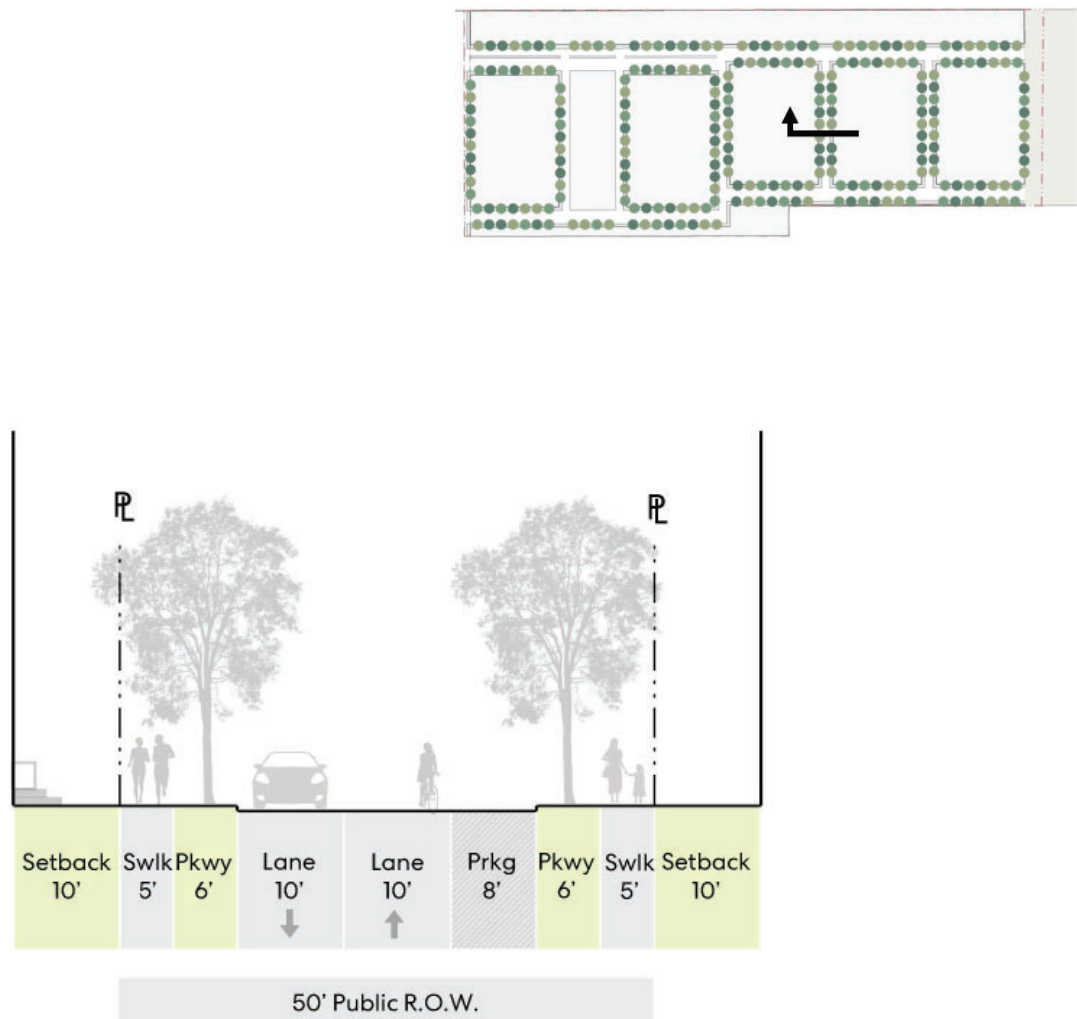 PL PL
Setback Swlk Pkwy Lane Lane Prkg Pkwy Swlk Setback
10’ 5’ 6’ 10’ 10’ 8’ 6’ 5’ 10’
50’ Public R.O.W.